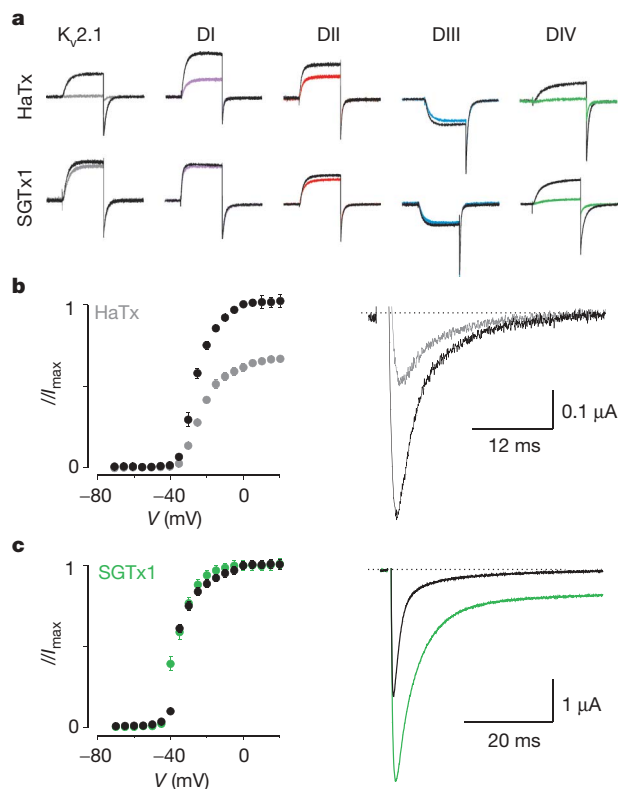 a
Kv2.1 DI DII DIII DIV
HaTx
SGTx1
b
HaTx
I/Imax
1
0
−80 −40 0
V (mV)
0.1 µA
12 ms
c
SGTx1
I/Imax
1
0
−80 −40 0
V (mV)
1 µA
20 ms